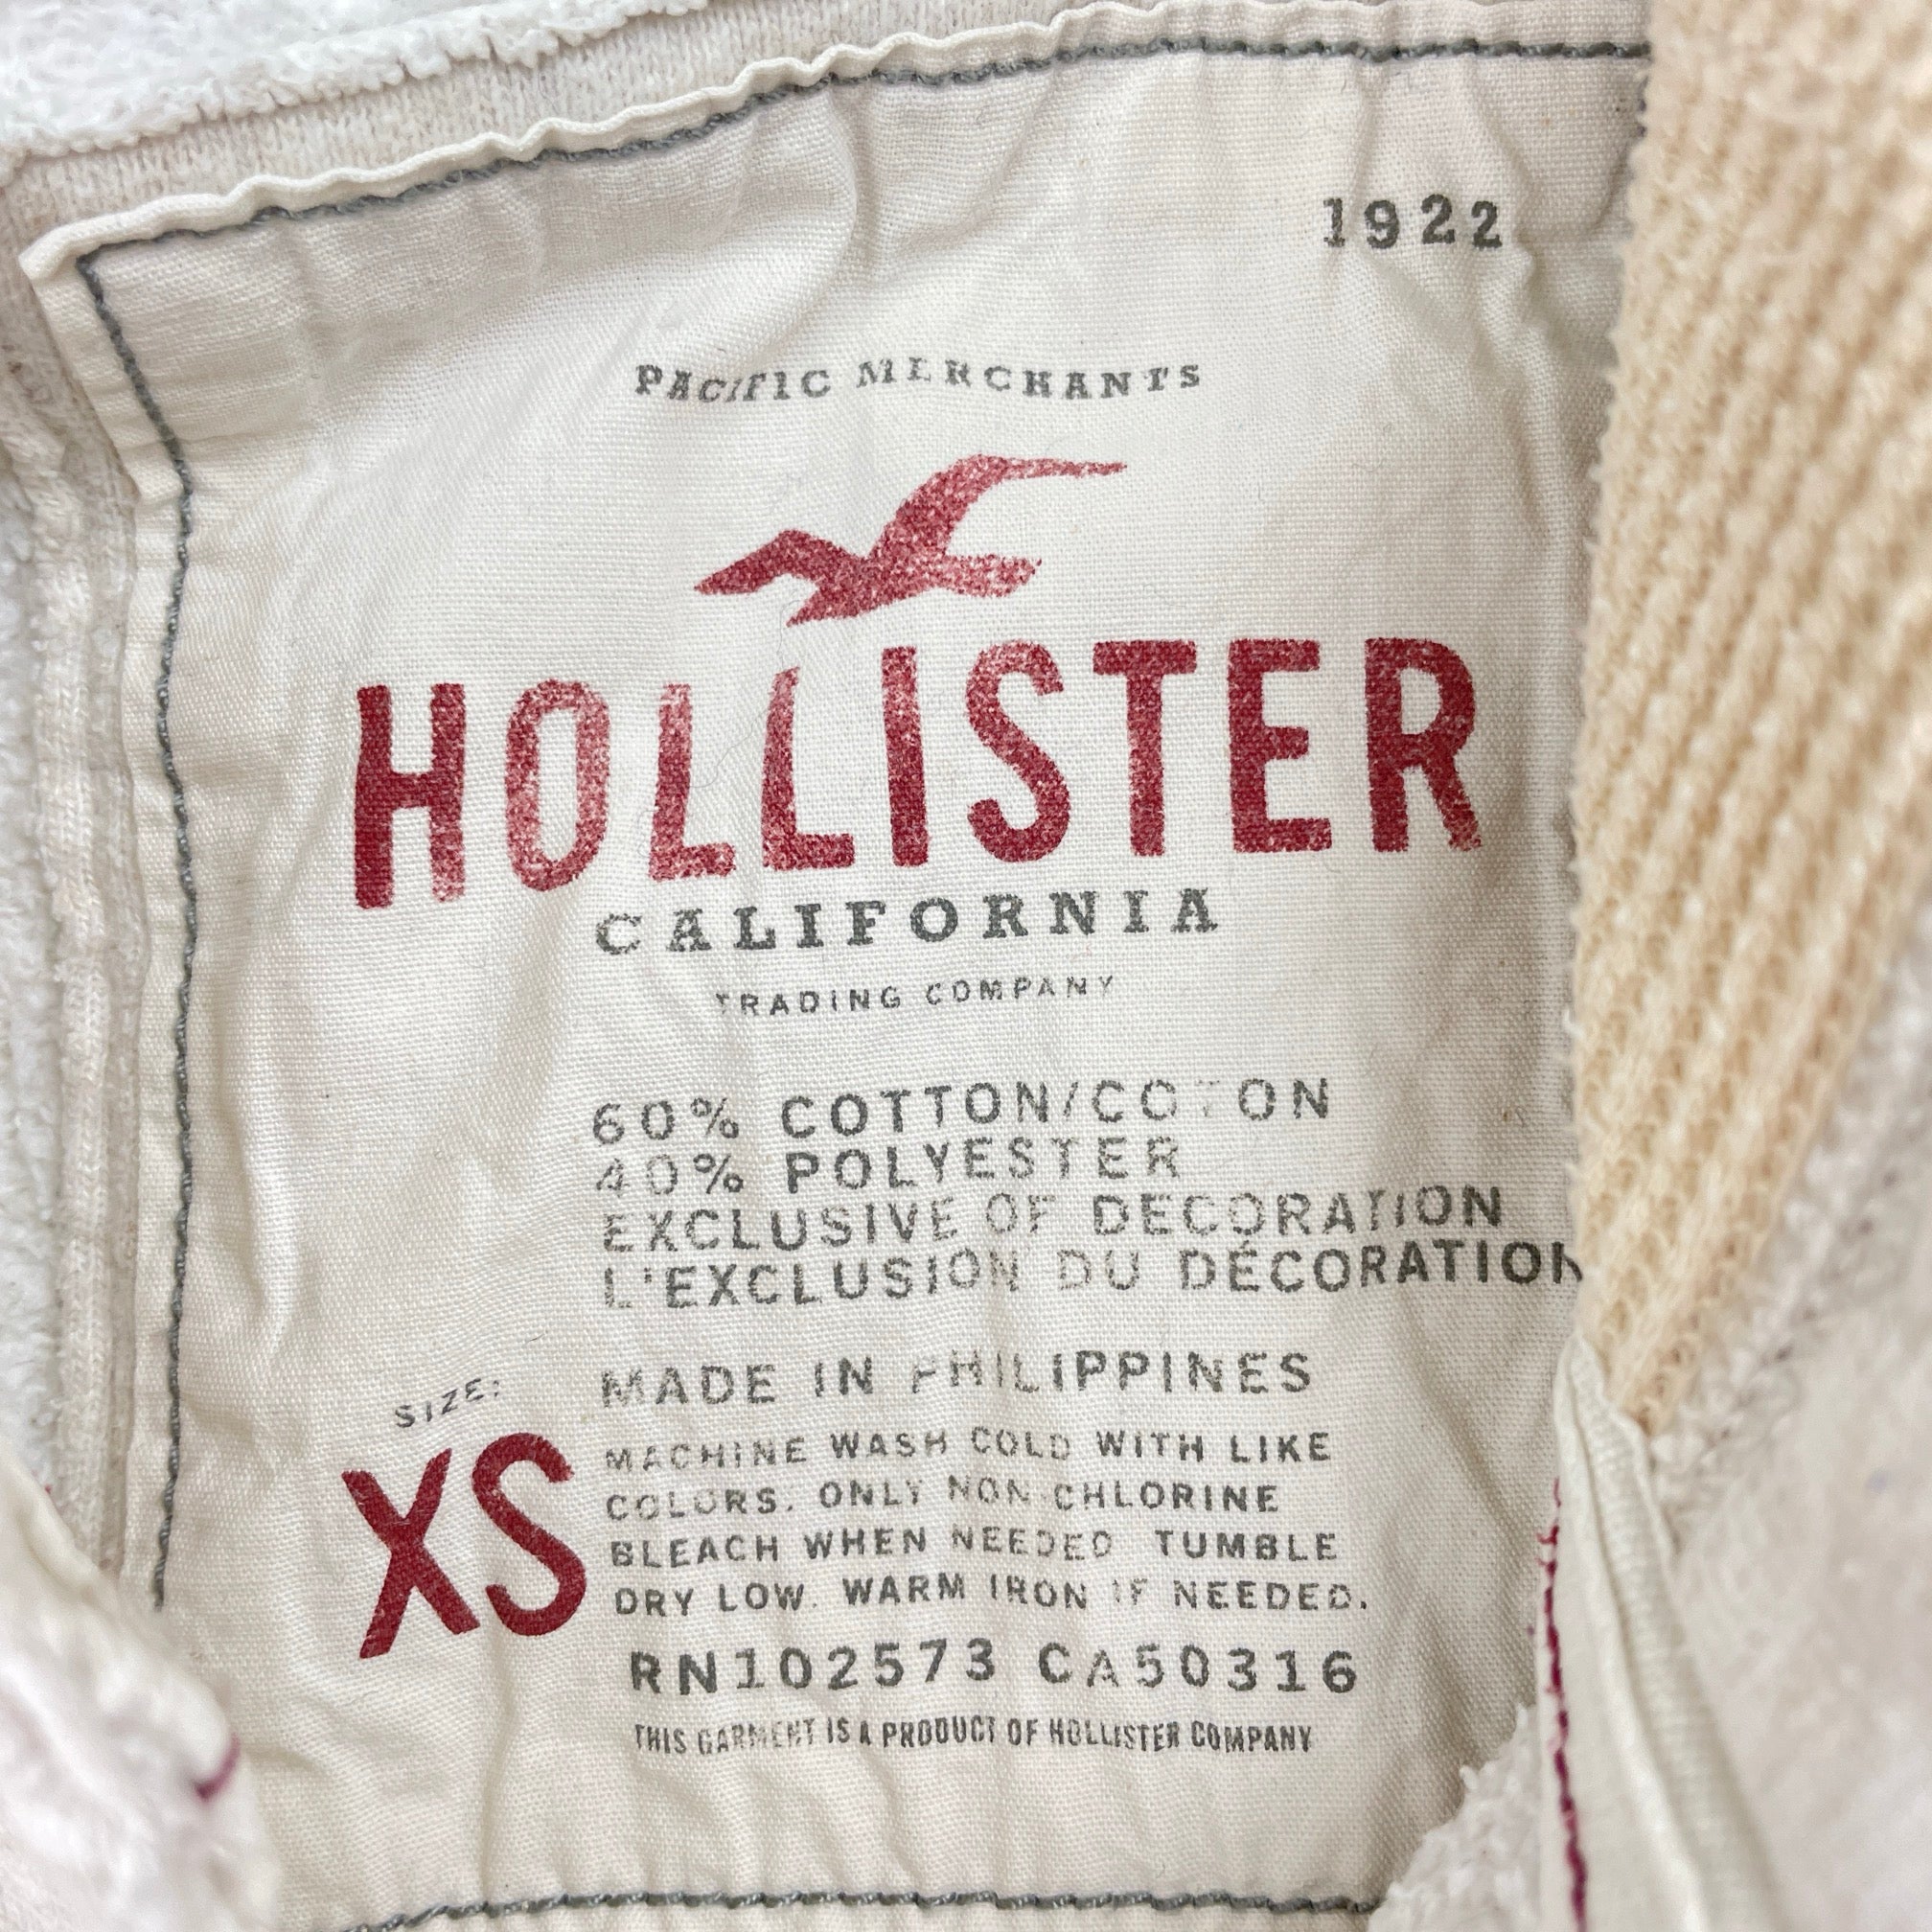 1922
PACIFIC MERCHANTS
HOLLISTER
CALIFORNIA
TRADING COMPANY
60% COTTON/COTON
40% POLYESTER
EXCLUSIVE OF DECORATION
L'EXCLUSION DU DÉCORATION
MADE IN PHILIPPINES
SIZE:
XS
MACHINE WASH COLD WITH LIKE
COLORS. ONLY NON-CHLORINE
BLEACH WHEN NEEDED. TUMBLE
DRY LOW. WARM IRON IF NEEDED.
RN102573 CA50316
THIS GARMENT IS A PRODUCT OF HOLLISTER COMPANY